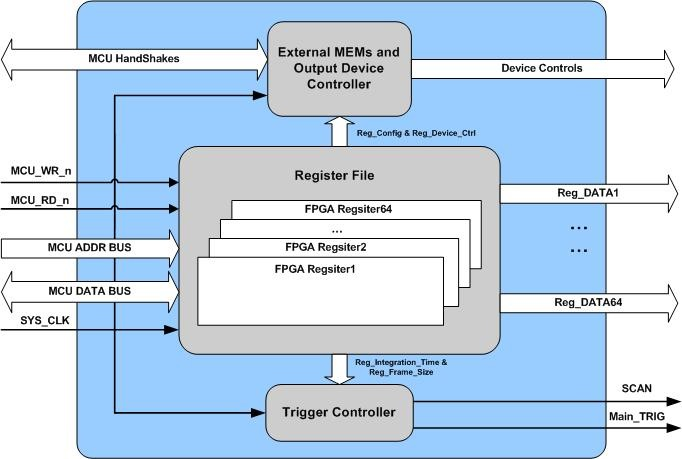 MCU HandShakes
External MEMs and
Output Device
Controller
Device Controls
Reg_Config & Reg_Device_Ctrl
MCU_WR_n
MCU_RD_n
MCU ADDR BUS
MCU DATA BUS
SYS_CLK
Register File
FPGA Regsiter64
...
FPGA Regsiter2
FPGA Regsiter1
Reg_DATA1
...
...
Reg_DATA64
Reg_Integration_Time &
Reg_Frame_Size
Trigger Controller
SCAN
Main_TRIG